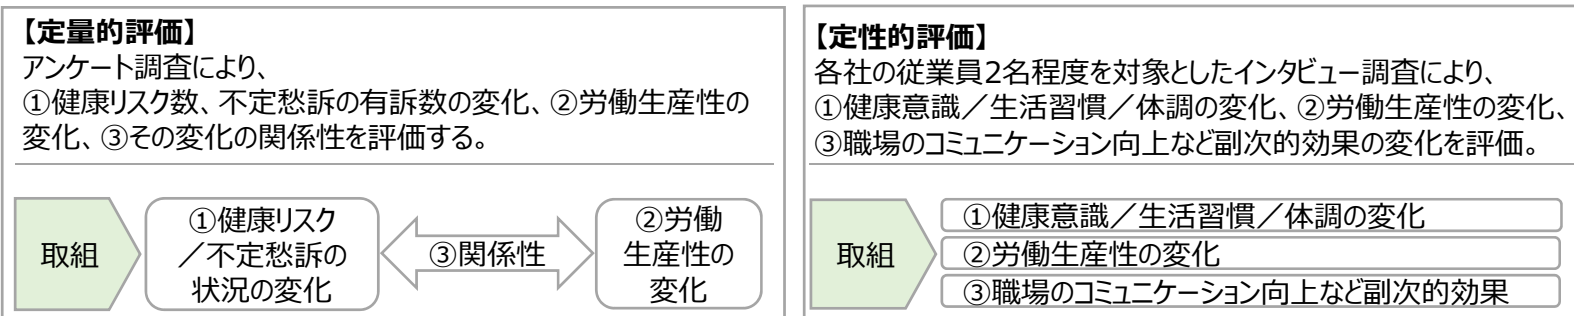 【定量的評価】
アンケート調査により、
①健康リスク数、不定愁訴の有訴数の変化、②労働生産性の
変化、③その変化の関係性を評価する。
取組
①健康リスク
／不定愁訴の
状況の変化
③関係性
②労働
生産性の
変化
【定性的評価】
各社の従業員2名程度を対象としたインタビュー調査により、
①健康意識／生活習慣／体調の変化、②労働生産性の変化、
③職場のコミュニケーション向上など副次的効果の変化を評価。
取組
①健康意識／生活習慣／体調の変化
②労働生産性の変化
③職場のコミュニケーション向上など副次的効果